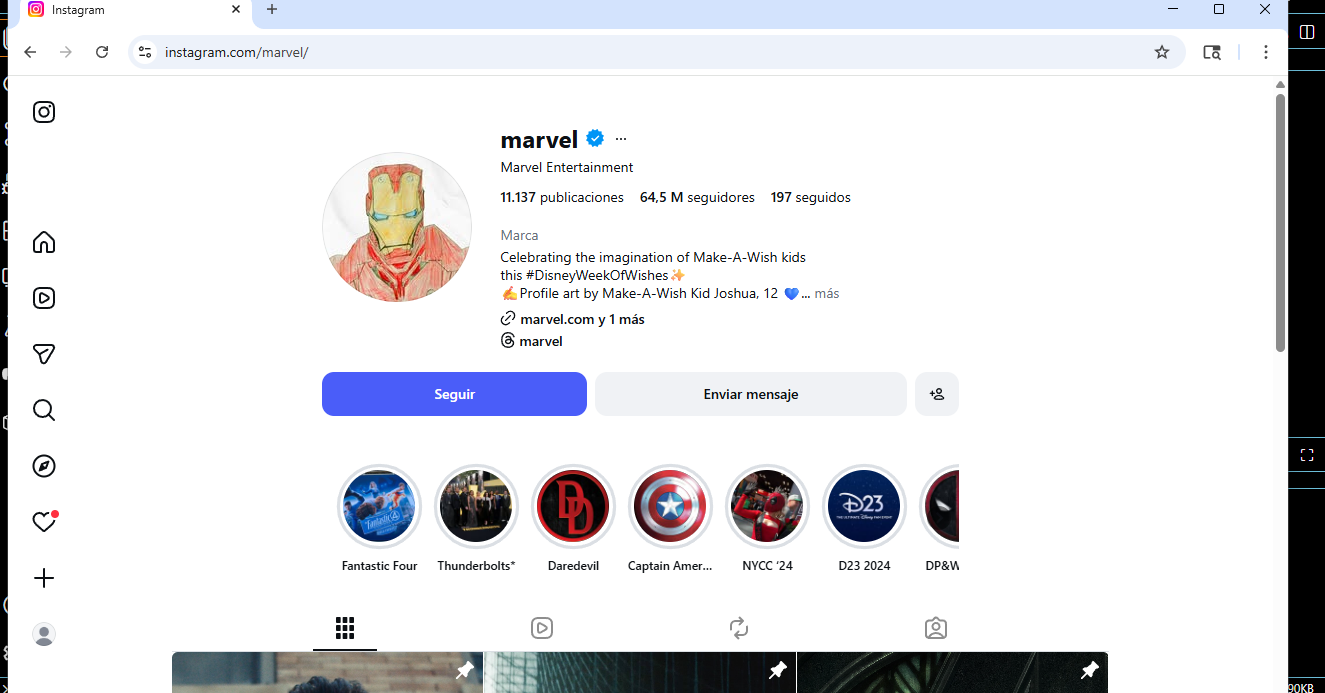 Instagram
instagram.com/marvel/
marvel
Marvel Entertainment
11.137 publicaciones 64,5 M seguidores 197 seguidos
Marca
Celebrating the imagination of Make-A-Wish kids
this #DisneyWeekOfWishes✨
✍️Profile art by Make-A-Wish Kid Joshua, 12 💙... más
marvel.com y 1 más
marvel
Seguir Enviar mensaje
D23
Fantastic Four Thunderbolts* Daredevil Captain Amer... NYCC ‘24 D23 2024 DP&W
90KB